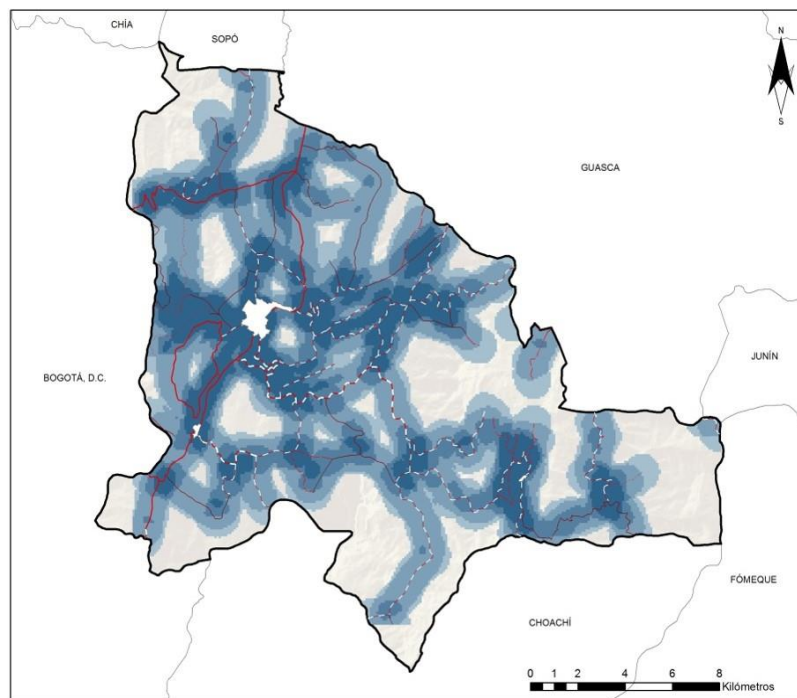 CHÍA
SOPÓ
N
S
GUASCA
JUNÍN
BOGOTÁ, D.C.
FÓMEQUE
CHOACHÍ
0 1 2 4 6 8
Kilómetros